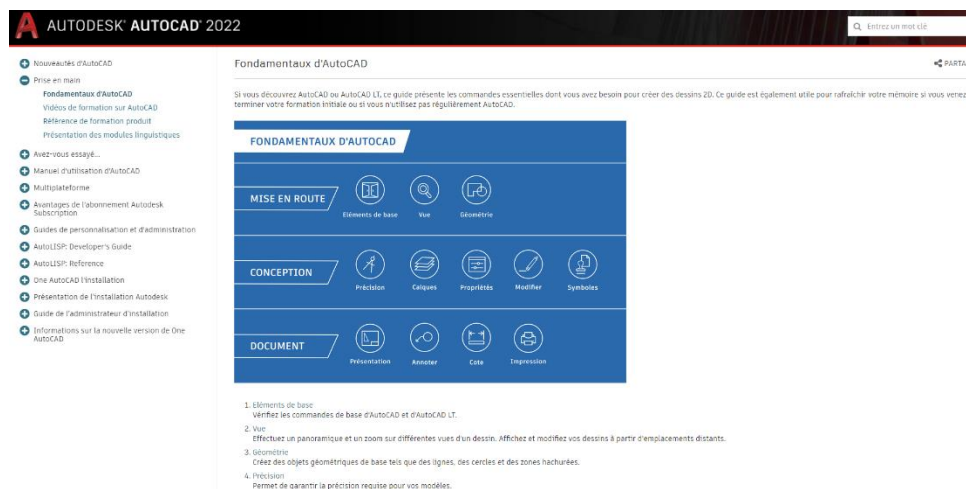 AUTODESK® AUTOCAD® 2022
Entrez un mot clé
Nouveautés d'AutoCAD
Prise en main
Fondamentaux d'AutoCAD
Vidéos de formation sur AutoCAD
Référence de formation produit
Présentation des modules linguistiques
Avez-vous essayé...
Manuel d'utilisation d'AutoCAD
Multiplateforme
Avantages de l'abonnement Autodesk
Subscription
Guides de personnalisation et d'administration
AutoLISP: Developer's Guide
AutoLISP: Reference
One AutoCAD l'installation
Présentation de l'installation Autodesk
Guide de l'administrateur d'installation
Informations sur la nouvelle version de One
AutoCAD
Fondamentaux d'AutoCAD
PARTA
Si vous découvrez AutoCAD ou AutoCAD LT, ce guide présente les commandes essentielles dont vous avez besoin pour créer des dessins 2D. Ce guide est également utile pour rafraîchir votre mémoire si vous venez
terminer votre formation initiale ou si vous n'utilisez pas régulièrement AutoCAD.
FONDAMENTAUX D'AUTOCAD
MISE EN ROUTE
Eléments de base Vue Géométrie
CONCEPTION
Précision Calques Propriétés Modifier Symboles
DOCUMENT
Présentation Annoter Cote Impression
1. Eléments de base
Vérifiez les commandes de base d'AutoCAD et d'AutoCAD LT.
2. Vue
Effectuez un panoramique et un zoom sur différentes vues d'un dessin. Affichez et modifiez vos dessins à partir d'emplacements distants.
3. Géométrie
Créez des objets géométriques de base tels que des lignes, des cercles et des zones hachurées.
4. Précision
Permet de garantir la précision requise pour vos modèles.